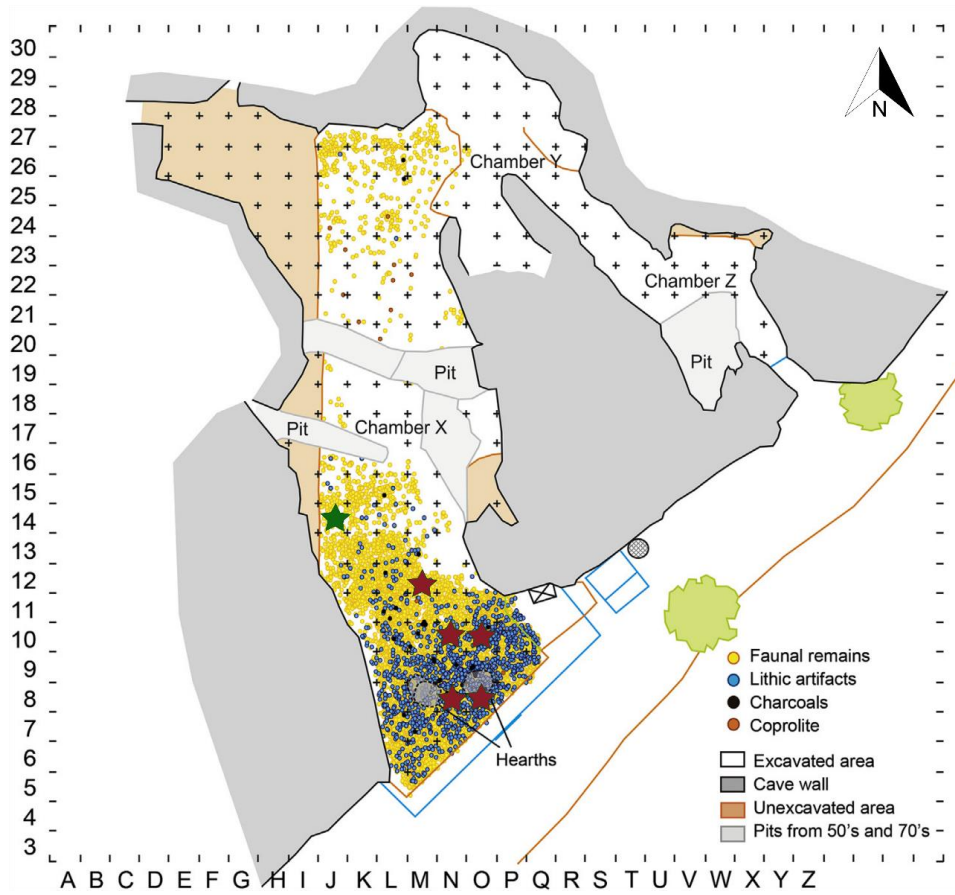 30
29
28
27
26
25
24
23
22
21
20
19
18
17
16
15
14
13
12
11
10
9
8
7
6
5
4
3
N
Chamber Y
Chamber Z
Pit
Pit
Chamber X
Pit
Hearths
Faunal remains
Lithic artifacts
Charcoals
Coprolite
Excavated area
Cave wall
Unexcavated area
Pits from 50's and 70's
A B C D E F G H I J K L M N O P Q R S T U V W X Y Z